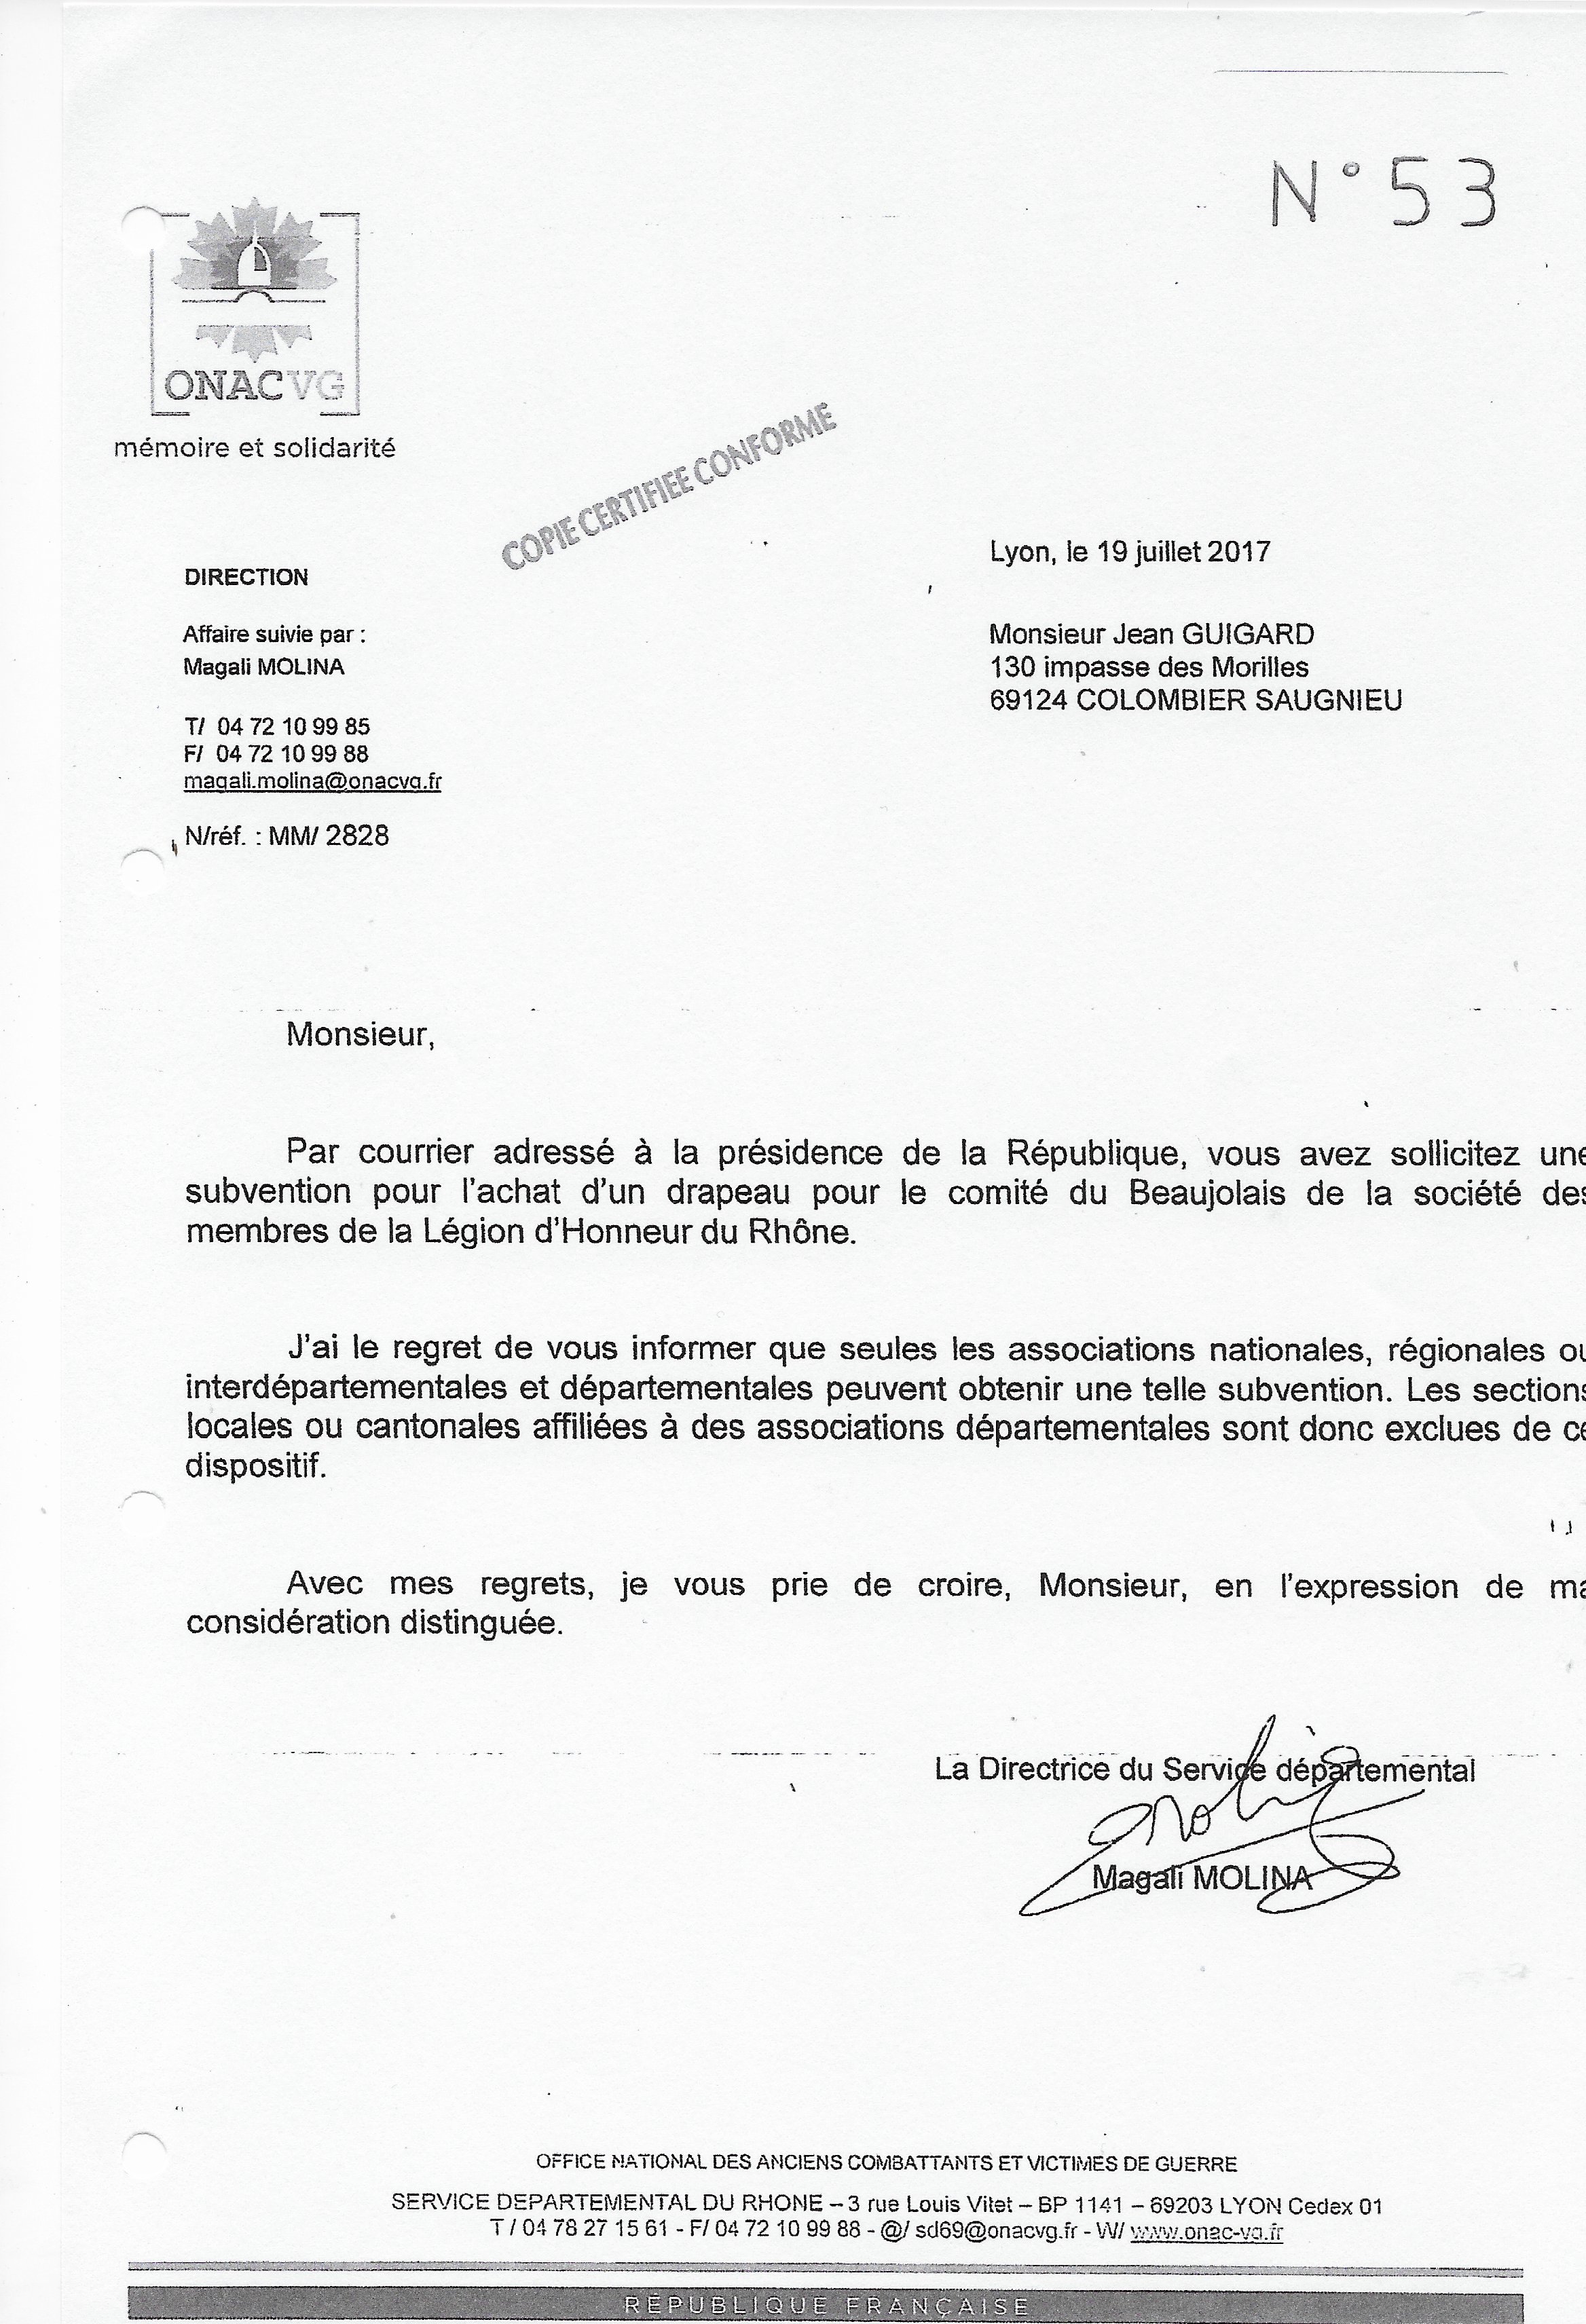 N° 53
ONACVG
mémoire et solidarité
COPIE CERTIFIEE CONFORME
Lyon, le 19 juillet 2017
DIRECTION
Affaire suivie par :
Magali MOLINA
Monsieur Jean GUIGARD
130 impasse des Morilles
69124 COLOMBIER SAUGNIEU
T/ 04 72 10 99 85
F/ 04 72 10 99 88
magali.molina@onacvg.fr
N/réf. : MM/ 2828
Monsieur,
Par courrier adressé à la présidence de la République, vous avez sollicitez une
subvention pour l'achat d'un drapeau pour le comité du Beaujolais de la société des
membres de la Légion d'Honneur du Rhône.
J'ai le regret de vous informer que seules les associations nationales, régionales ou
interdépartementales et départementales peuvent obtenir une telle subvention. Les sections
locales ou cantonales affiliées à des associations départementales sont donc exclues de ce
dispositif.
Avec mes regrets, je vous prie de croire, Monsieur, en l'expression de ma
considération distinguée.
La Directrice du Service départemental
Magali MOLINA
OFFICE NATIONAL DES ANCIENS COMBATTANTS ET VICTIMES DE GUERRE
SERVICE DEPARTEMENTAL DU RHONE – 3 rue Louis Vitet – BP 1141 – 69203 LYON Cedex 01
T / 04 78 27 15 61 - F/ 04 72 10 99 88 - @/ sd69@onacvg.fr - W/ www.onac-vg.fr
RÉPUBLIQUE FRANÇAISE